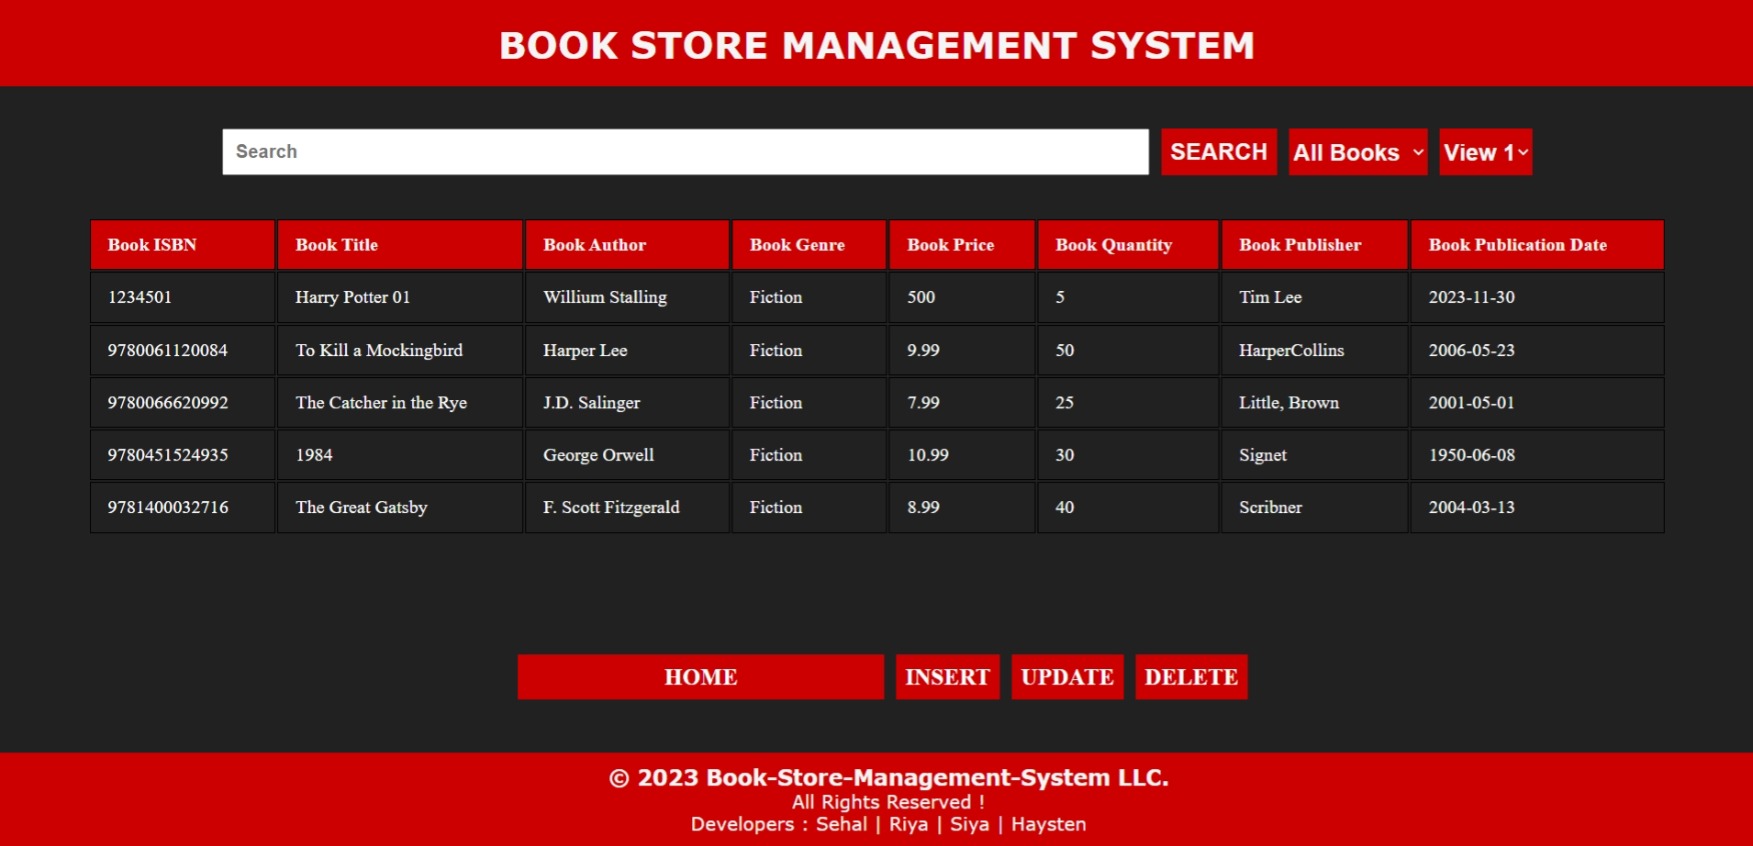 BOOK STORE MANAGEMENT SYSTEM
Search SEARCH All Books View 1
Book ISBN Book Title Book Author Book Genre Book Price Book Quantity Book Publisher Book Publication Date
1234501 Harry Potter 01 Willium Stalling Fiction 500 5 Tim Lee 2023-11-30
9780061120084 To Kill a Mockingbird Harper Lee Fiction 9.99 50 HarperCollins 2006-05-23
9780066620992 The Catcher in the Rye J.D. Salinger Fiction 7.99 25 Little, Brown 2001-05-01
9780451524935 1984 George Orwell Fiction 10.99 30 Signet 1950-06-08
9781400032716 The Great Gatsby F. Scott Fitzgerald Fiction 8.99 40 Scribner 2004-03-13
HOME INSERT UPDATE DELETE
© 2023 Book-Store-Management-System LLC.
All Rights Reserved !
Developers : Sehal | Riya | Siya | Haysten